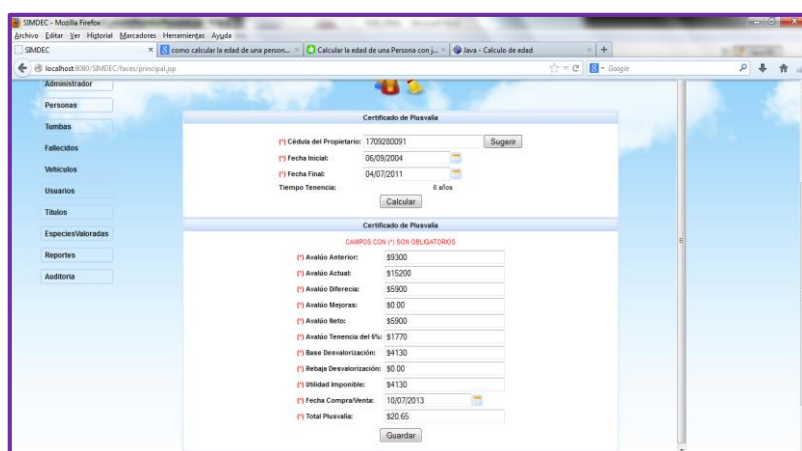 SIMDEC - Mozilla Firefox
Archivo Editar Ver Historial Marcadores Herramientas Ayuda
SIMDEC
como calcular la edad de una person...
Calcular la edad de una Persona con j...
Java - Calculo de edad
localhost:8080/SIMDEC/faces/principal.jsp
Google
Administrador
Personas
Tumbas
Fallecidos
Vehiculos
Usuarios
Titulos
EspeciesValoradas
Reportes
Auditoria
Certificado de Plusvalia
(*) Cédula del Propietario: 1709280091 Sugerir
(*) Fecha Inicial: 06/09/2004
(*) Fecha Final: 04/07/2011
Tiempo Tenencia: 6 años
Calcular
Certificado de Plusvalia
CAMPOS CON (*) SON OBLIGATORIOS
(*) Avalúo Anterior: $9300
(*) Avalúo Actual: $15200
(*) Avalúo Diferecia: $5900
(*) Avalúo Mejoras: $0.00
(*) Avalúo Neto: $5900
(*) Avalúo Tenencia del 5%: $1770
(*) Base Desvalorización: $4130
(*) Rebaja Desvalorización: $0.00
(*) Utilidad Imponible: $4130
(*) Fecha Compra/Venta: 10/07/2013
(*) Total Plusvalia: $20.65
Guardar